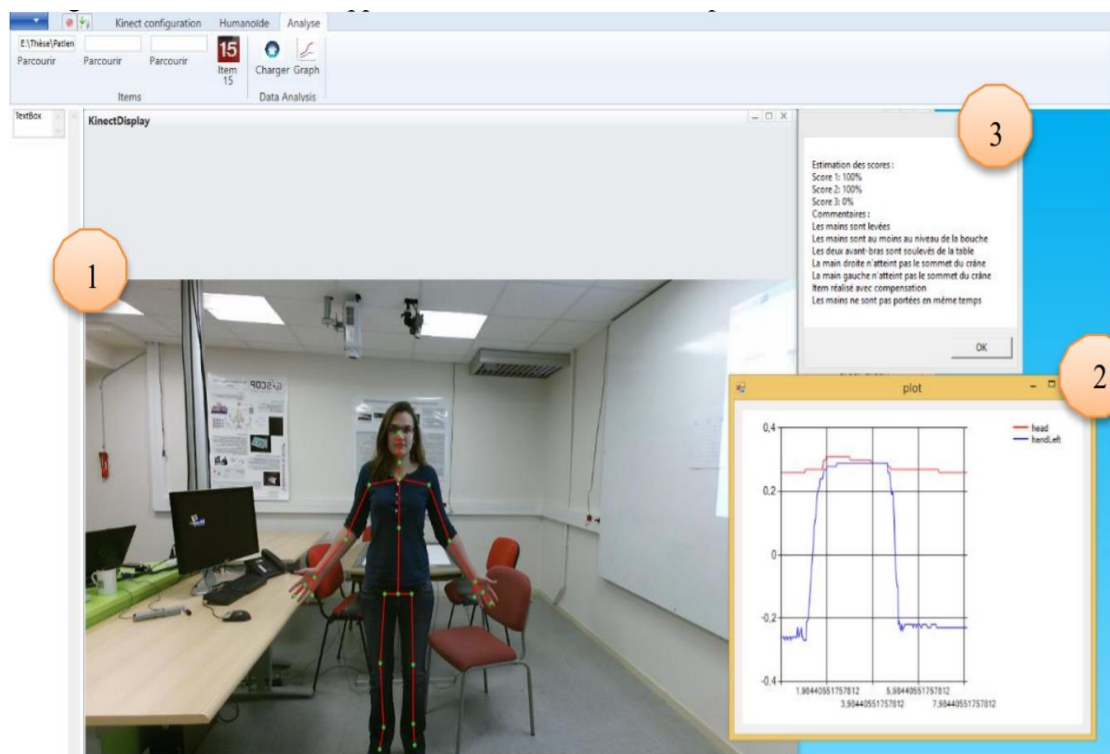 Kinect configuration
Humanoïde
Analyse
E:\Thèse\Patien
Parcourir
Parcourir
Parcourir
15
Item
15
Charger
Graph
Items
Data Analysis
TextBox
KinectDisplay
1
3
Estimation des scores :
Score 1: 100%
Score 2: 100%
Score 3: 0%
Commentaires :
Les mains sont levées
Les mains sont au moins au niveau de la bouche
Les deux avant-bras sont soulevés de la table
La main droite n'atteint pas le sommet du crâne
La main gauche n'atteint pas le sommet du crâne
Item réalisé avec compensation
Les mains ne sont pas portées en même temps
OK
2
plot
head
handLeft
0,4
0,2
0
-0,2
-0,4
1,98440551757812
5,98440551757812
3,98440551757812
7,98440551757812